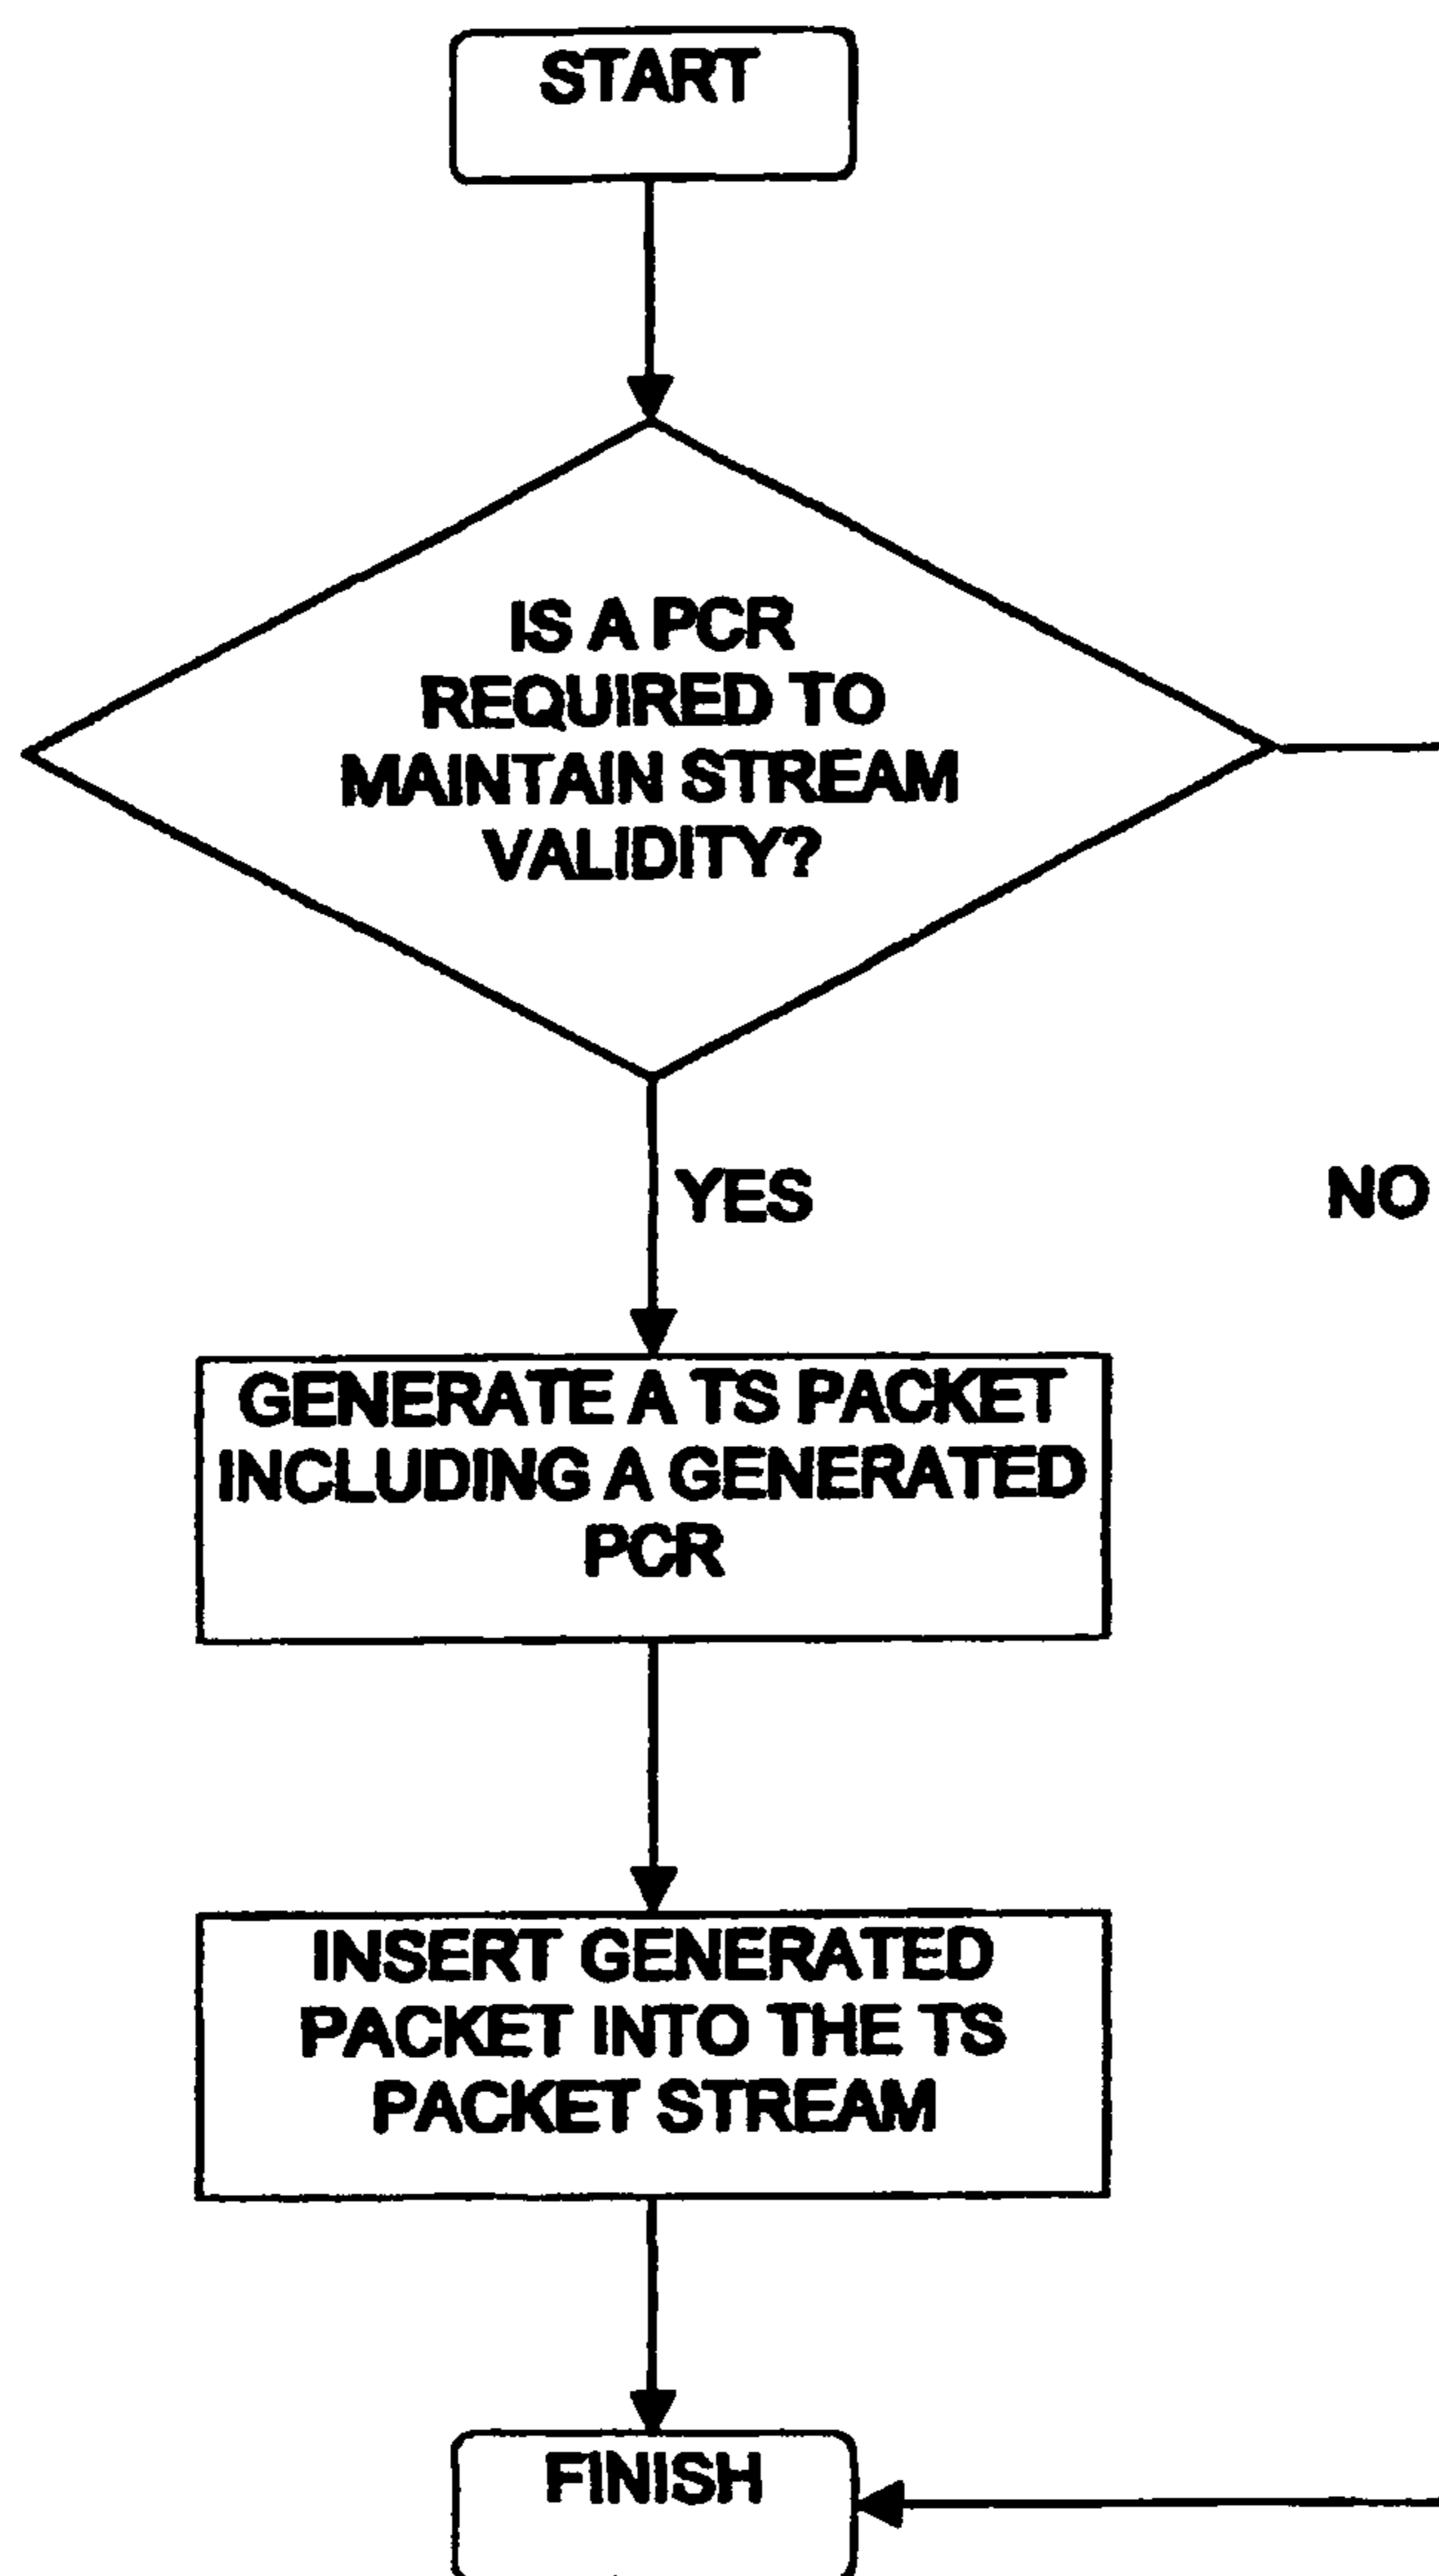 START
IS A PCR
REQUIRED TO
MAINTAIN STREAM
VALIDITY?
YES
NO
GENERATE A TS PACKET
INCLUDING A GENERATED
PCR
INSERT GENERATED
PACKET INTO THE TS
PACKET STREAM
FINISH